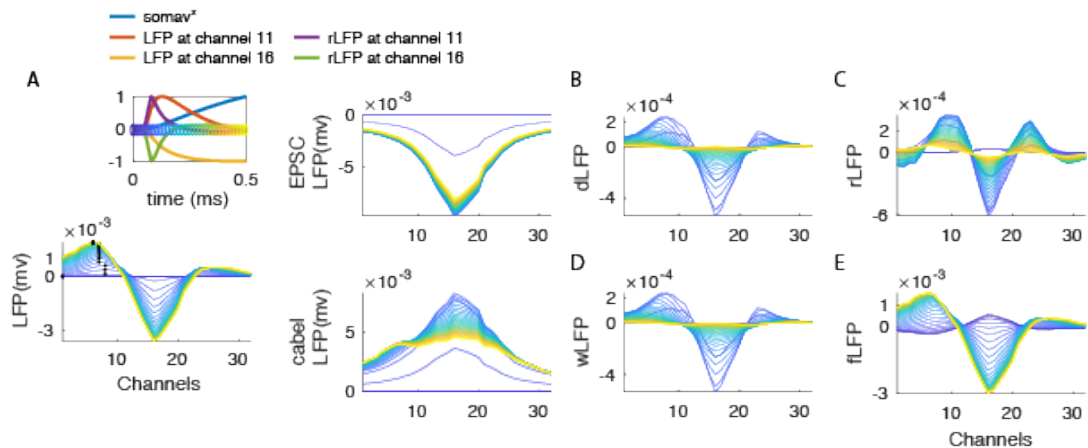 somavˣ
LFP at channel 11
rLFP at channel 11
LFP at channel 16
rLFP at channel 16
A
1
0
-1
0
0.5
time (ms)
×10⁻³
1
0
-3
LFP(mv)
10
20
30
Channels
×10⁻³
0
-5
EPSC
LFP(mv)
10
20
30
×10⁻³
5
0
cabel
LFP(mv)
10
20
30
B
×10⁻⁴
2
0
-4
dLFP
10
20
30
C
×10⁻⁴
2
0
-6
rLFP
10
20
30
D
×10⁻⁴
2
0
-4
wLFP
10
20
30
E
×10⁻³
1
0
-3
fLFP
10
20
30
Channels